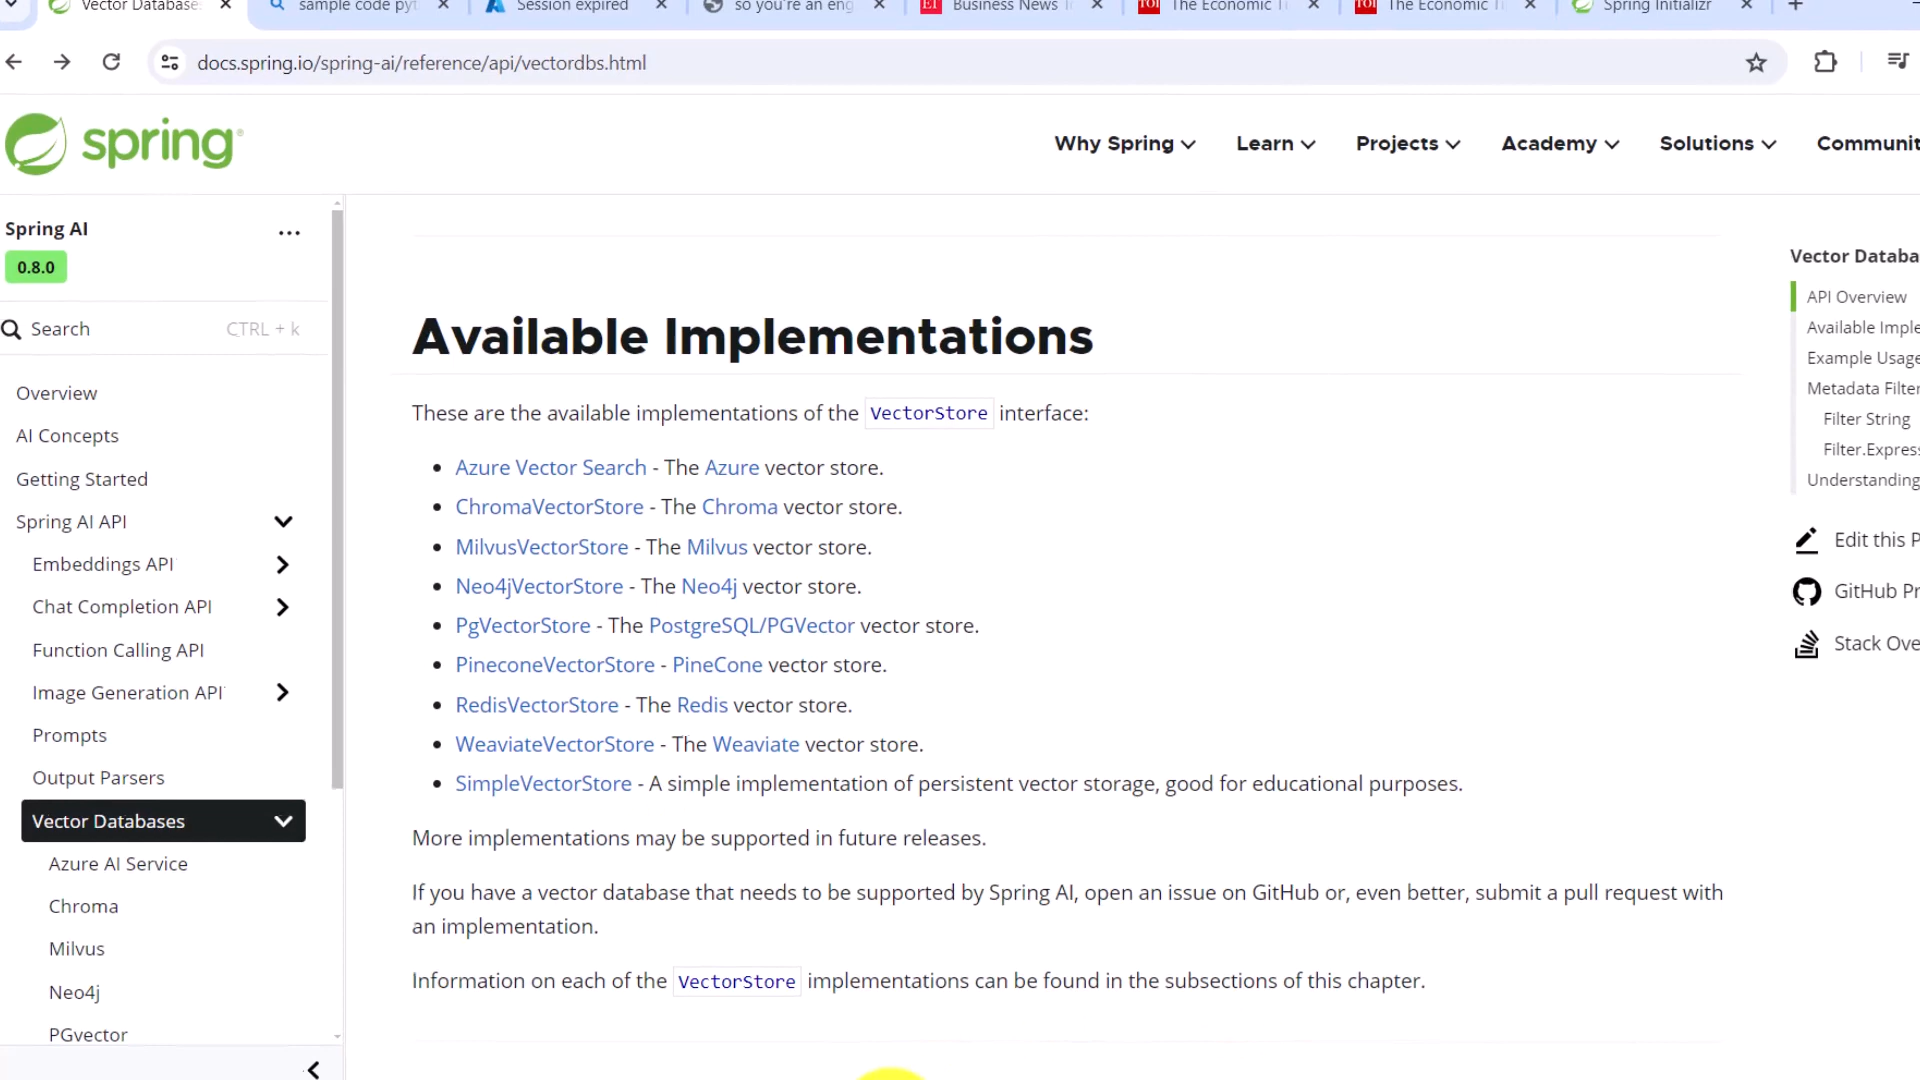 Vector Databases
sample code pyt
Session expired
so you're an eng
ET Business News
TOI The Economic Ti
TOI The Economic Ti
Spring Initializr
docs.spring.io/spring-ai/reference/api/vectordbs.html
spring
Why Spring
Learn
Projects
Academy
Solutions
Communit
Spring AI
...
0.8.0
Search CTRL + k
Overview
AI Concepts
Getting Started
Spring AI API
Embeddings API
Chat Completion API
Function Calling API
Image Generation API
Prompts
Output Parsers
Vector Databases
Azure AI Service
Chroma
Milvus
Neo4j
PGvector
Available Implementations
These are the available implementations of the VectorStore interface:
• Azure Vector Search - The Azure vector store.
• ChromaVectorStore - The Chroma vector store.
• MilvusVectorStore - The Milvus vector store.
• Neo4jVectorStore - The Neo4j vector store.
• PgVectorStore - The PostgreSQL/PGVector vector store.
• PineconeVectorStore - PineCone vector store.
• RedisVectorStore - The Redis vector store.
• WeaviateVectorStore - The Weaviate vector store.
• SimpleVectorStore - A simple implementation of persistent vector storage, good for educational purposes.
More implementations may be supported in future releases.
If you have a vector database that needs to be supported by Spring AI, open an issue on GitHub or, even better, submit a pull request with
an implementation.
Information on each of the VectorStore implementations can be found in the subsections of this chapter.
Vector Databa
API Overview
Available Imple
Example Usage
Metadata Filter
Filter String
Filter.Express
Understanding
Edit this P
GitHub Pr
Stack Ove